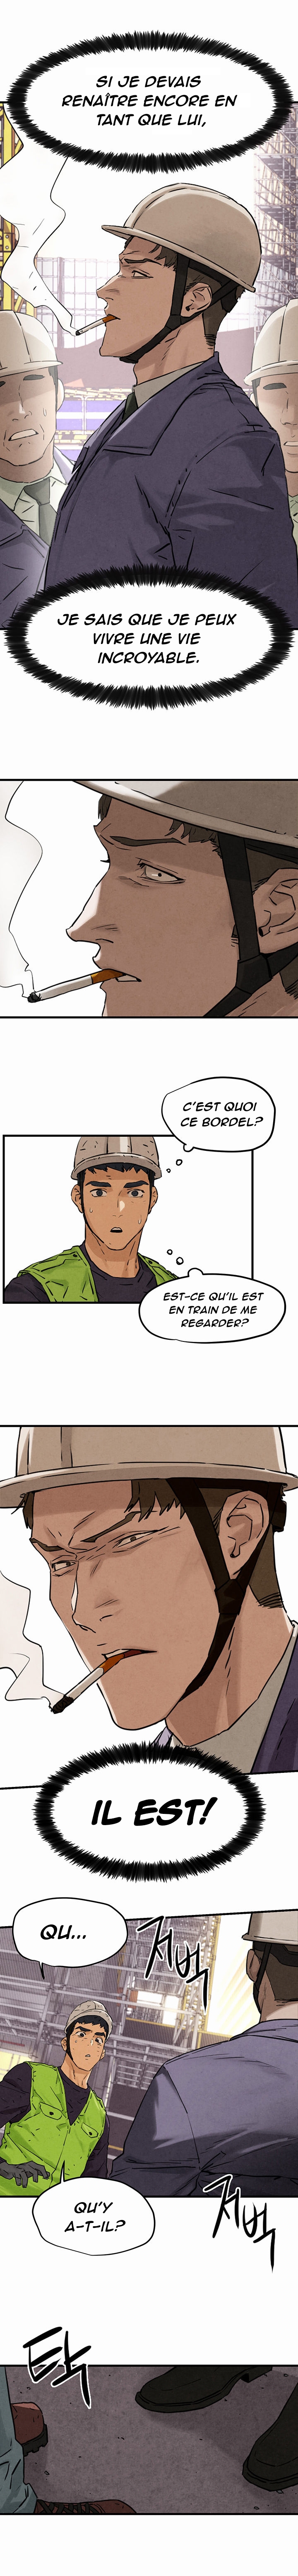 SI JE DEVAIS
RENAÎTRE ENCORE EN
TANT QUE LUI,
JE SAIS QUE JE PEUX
VIVRE UNE VIE
INCROYABLE.
C'EST QUOI
CE BORDEL?
EST-CE QU'IL EST
EN TRAIN DE ME
REGARDER?
IL EST!
QU...
저벅
QU'Y
A-T-IL?
저벅
탁